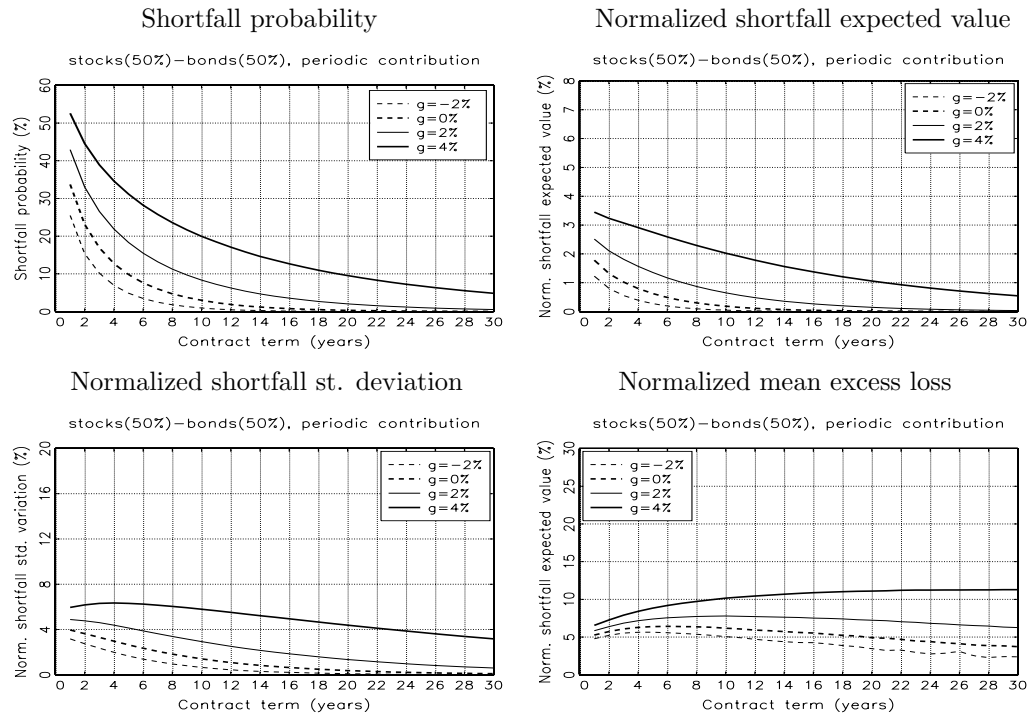 Shortfall probability
stocks(50%)-bonds(50%), periodic contribution
Shortfall probability (%)
60
50
40
30
20
10
0
g=-2%
g=0%
g=2%
g=4%
0 2 4 6 8 10 12 14 16 18 20 22 24 26 28 30
Contract term (years)
Normalized shortfall expected value
stocks(50%)-bonds(50%), periodic contribution
Norm. shortfall expected value (%)
8
7
6
5
4
3
2
1
0
g=-2%
g=0%
g=2%
g=4%
0 2 4 6 8 10 12 14 16 18 20 22 24 26 28 30
Contract term (years)
Normalized shortfall st. deviation
stocks(50%)-bonds(50%), periodic contribution
Norm. shortfall std. variation (%)
20
16
12
8
4
0
g=-2%
g=0%
g=2%
g=4%
0 2 4 6 8 10 12 14 16 18 20 22 24 26 28 30
Contract term (years)
Normalized mean excess loss
stocks(50%)-bonds(50%), periodic contribution
Norm. shortfall expected value (%)
30
25
20
15
10
5
0
g=-2%
g=0%
g=2%
g=4%
0 2 4 6 8 10 12 14 16 18 20 22 24 26 28 30
Contract term (years)